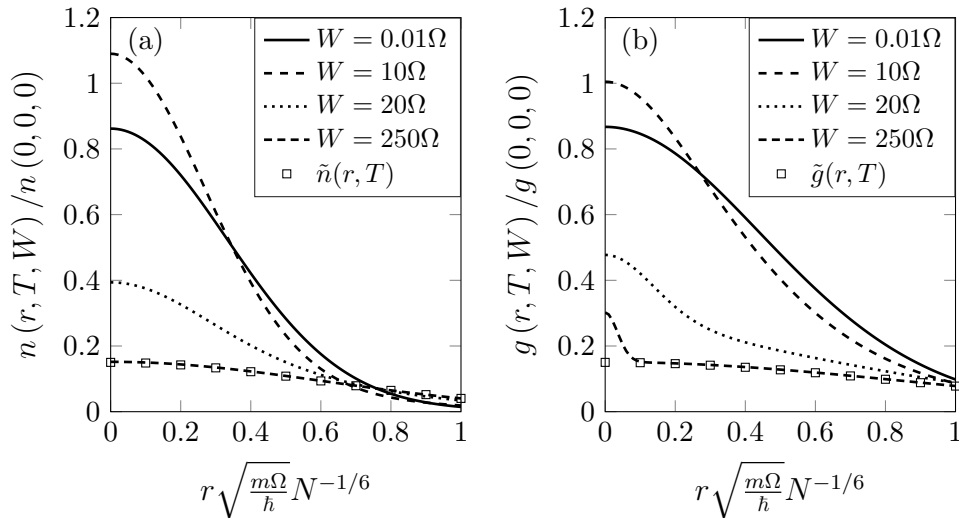 (a)
W = 0.01Ω
W = 10Ω
W = 20Ω
W = 250Ω
ñ(r, T)
n (r, T, W) /n (0, 0, 0)
0
0.2
0.4
0.6
0.8
1
1.2
0 0.2 0.4 0.6 0.8 1
r√(mΩ/ℏ) N^{-1/6}
(b)
W = 0.01Ω
W = 10Ω
W = 20Ω
W = 250Ω
g̃(r, T)
g (r, T, W) /g (0, 0, 0)
0
0.2
0.4
0.6
0.8
1
1.2
0 0.2 0.4 0.6 0.8 1
r√(mΩ/ℏ) N^{-1/6}